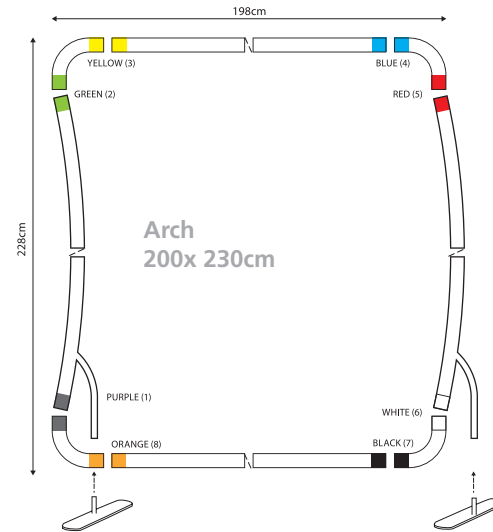 198cm
YELLOW (3)
BLUE (4)
GREEN (2)
RED (5)
228cm
Arch
200x 230cm
PURPLE (1)
WHITE (6)
ORANGE (8)
BLACK (7)